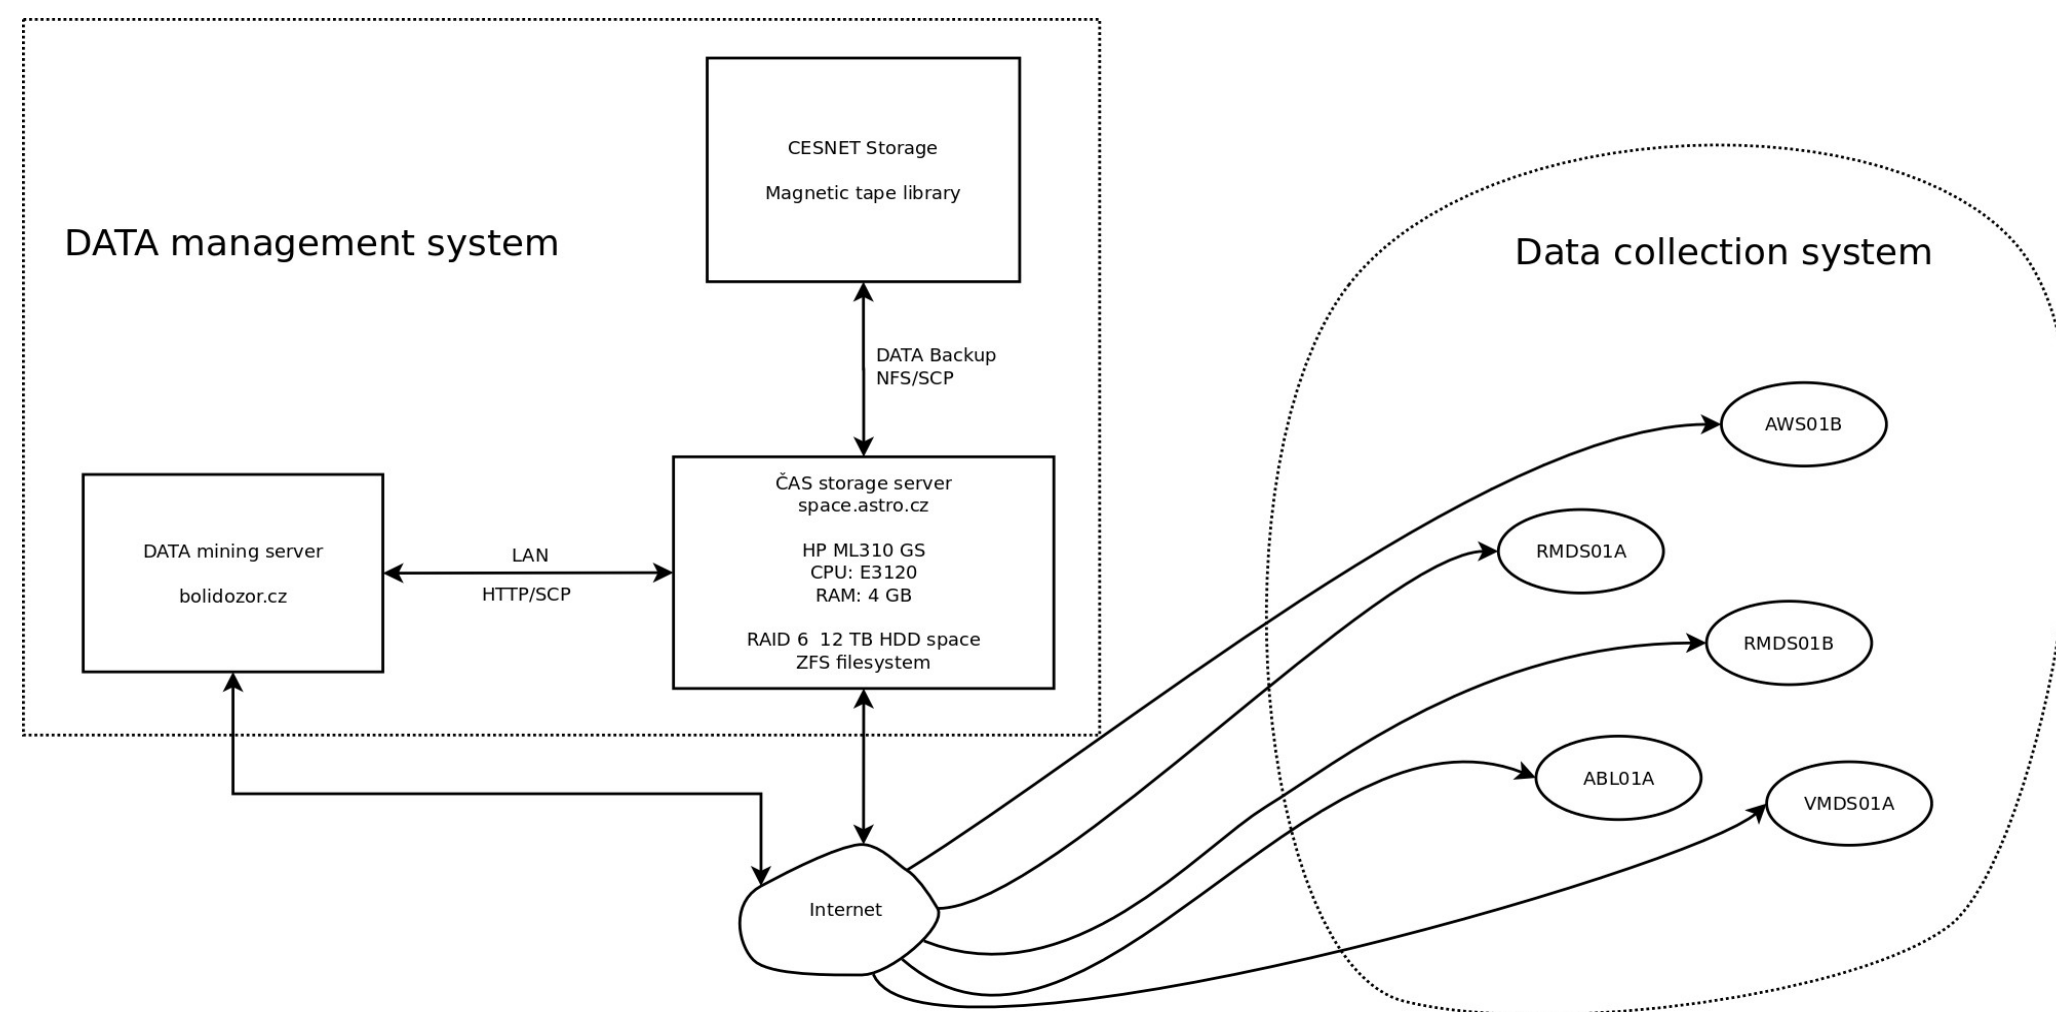 CESNET Storage
Magnetic tape library
DATA management system
Data collection system
DATA Backup
NFS/SCP
AWS01B
ČAS storage server
space.astro.cz
HP ML310 GS
CPU: E3120
RAM: 4 GB
RAID 6  12 TB HDD space
ZFS filesystem
DATA mining server
bolidozor.cz
LAN
HTTP/SCP
RMDS01A
RMDS01B
ABL01A
VMDS01A
Internet